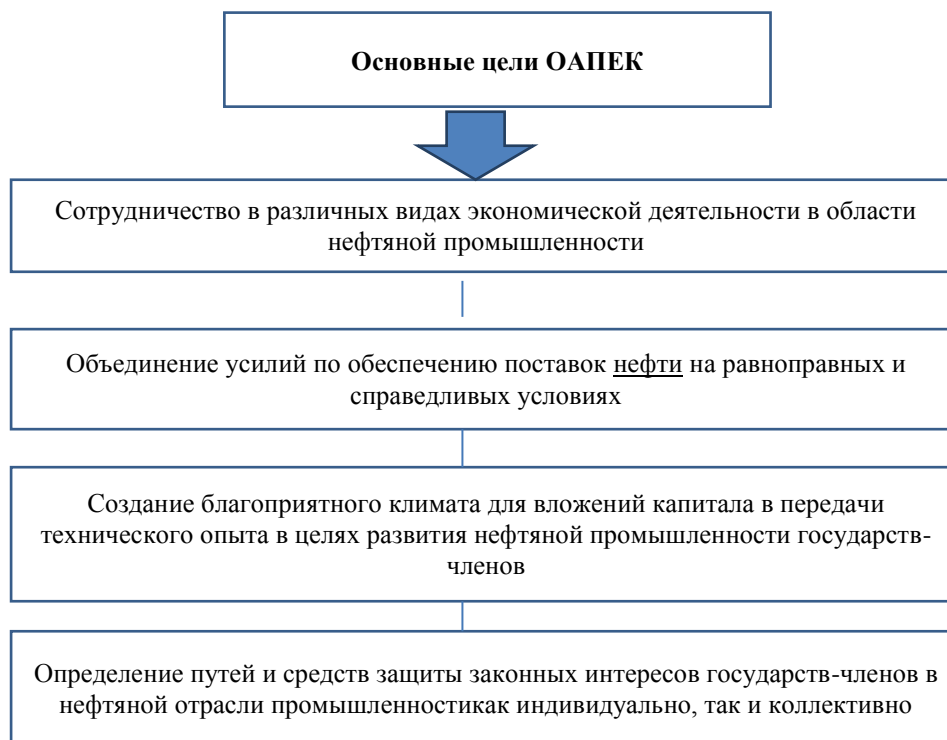 Основные цели ОАПЕК
Сотрудничество в различных видах экономической деятельности в области
нефтяной промышленности
Объединение усилий по обеспечению поставок нефти на равноправных и
справедливых условиях
Создание благоприятного климата для вложений капитала в передачи
технического опыта в целях развития нефтяной промышленности государств-
членов
Определение путей и средств защиты законных интересов государств-членов в
нефтяной отрасли промышленностикак индивидуально, так и коллективно